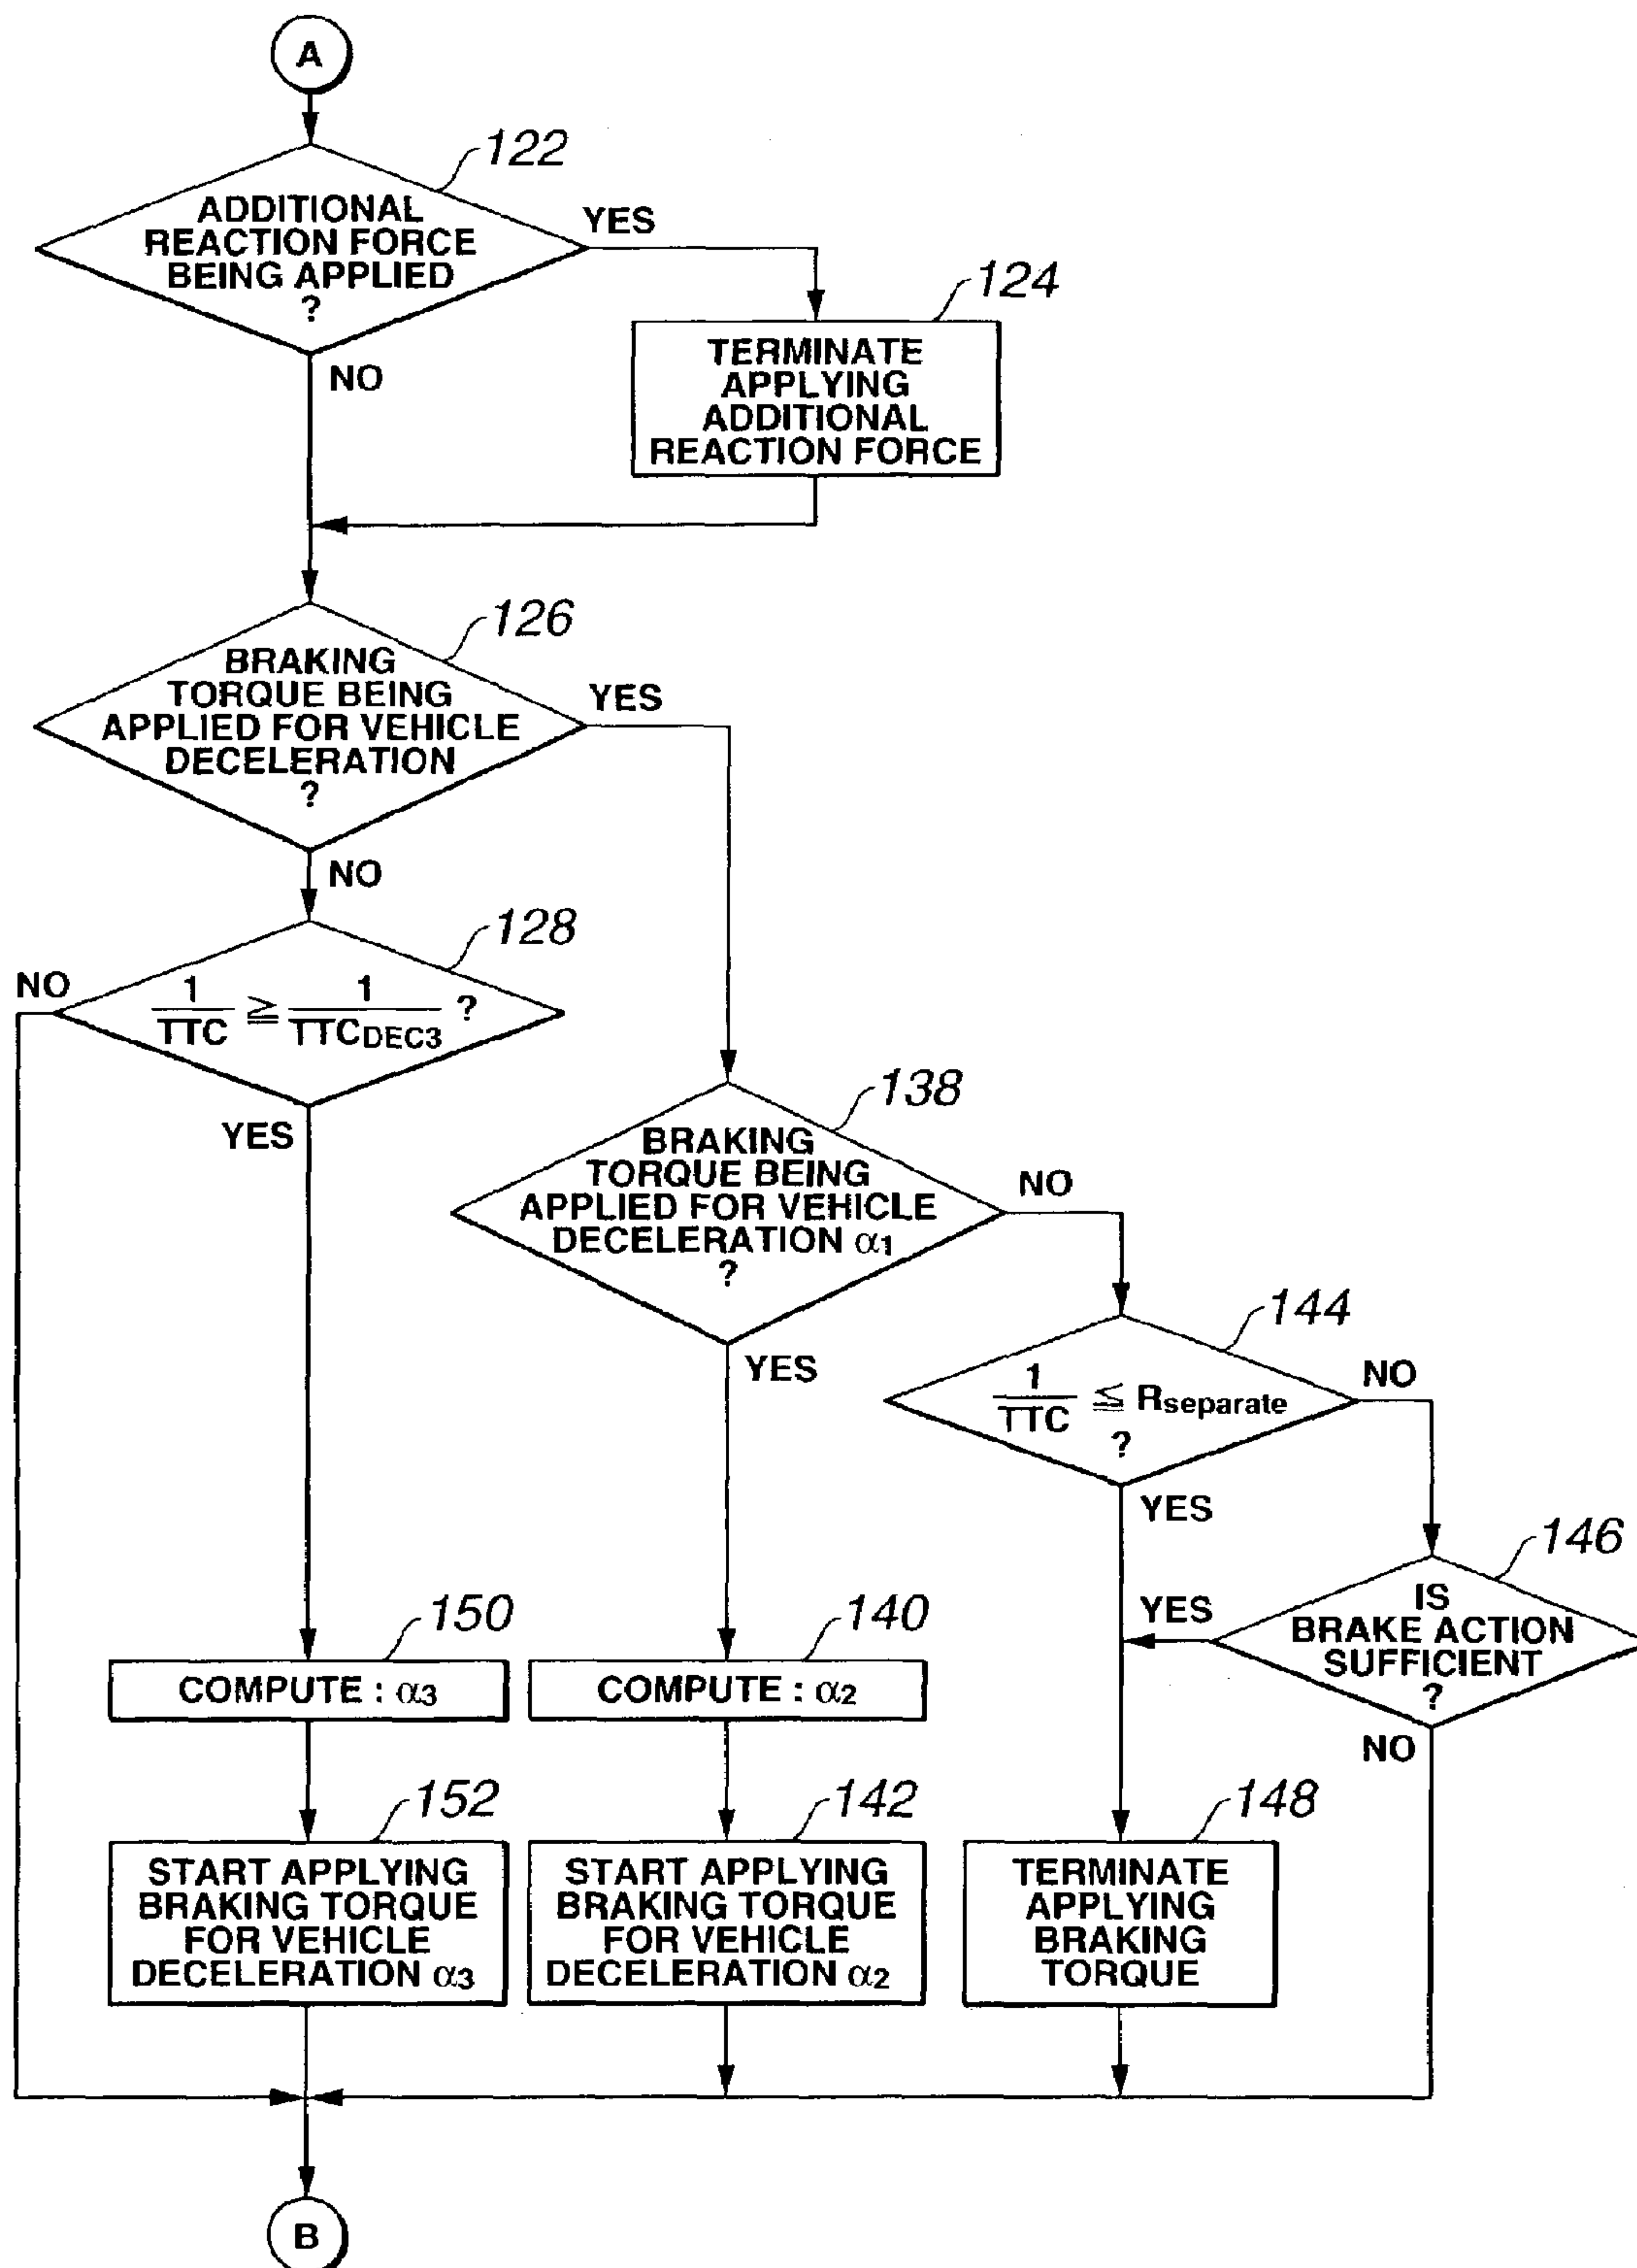 A
122
ADDITIONAL
REACTION FORCE
BEING APPLIED
?
YES
NO
124
TERMINATE
APPLYING
ADDITIONAL
REACTION FORCE
126
BRAKING
TORQUE BEING
APPLIED FOR VEHICLE
DECELERATION
?
YES
NO
128
1/TTC ≧ 1/TTC_DEC3 ?
NO
YES
138
BRAKING
TORQUE BEING
APPLIED FOR VEHICLE
DECELERATION α1
?
NO
YES
144
1/TTC ≦ Rseparate
?
NO
YES
146
IS
BRAKE ACTION
SUFFICIENT
?
YES
NO
150
COMPUTE : α3
140
COMPUTE : α2
152
START APPLYING
BRAKING TORQUE
FOR VEHICLE
DECELERATION α3
142
START APPLYING
BRAKING TORQUE
FOR VEHICLE
DECELERATION α2
148
TERMINATE
APPLYING
BRAKING
TORQUE
B